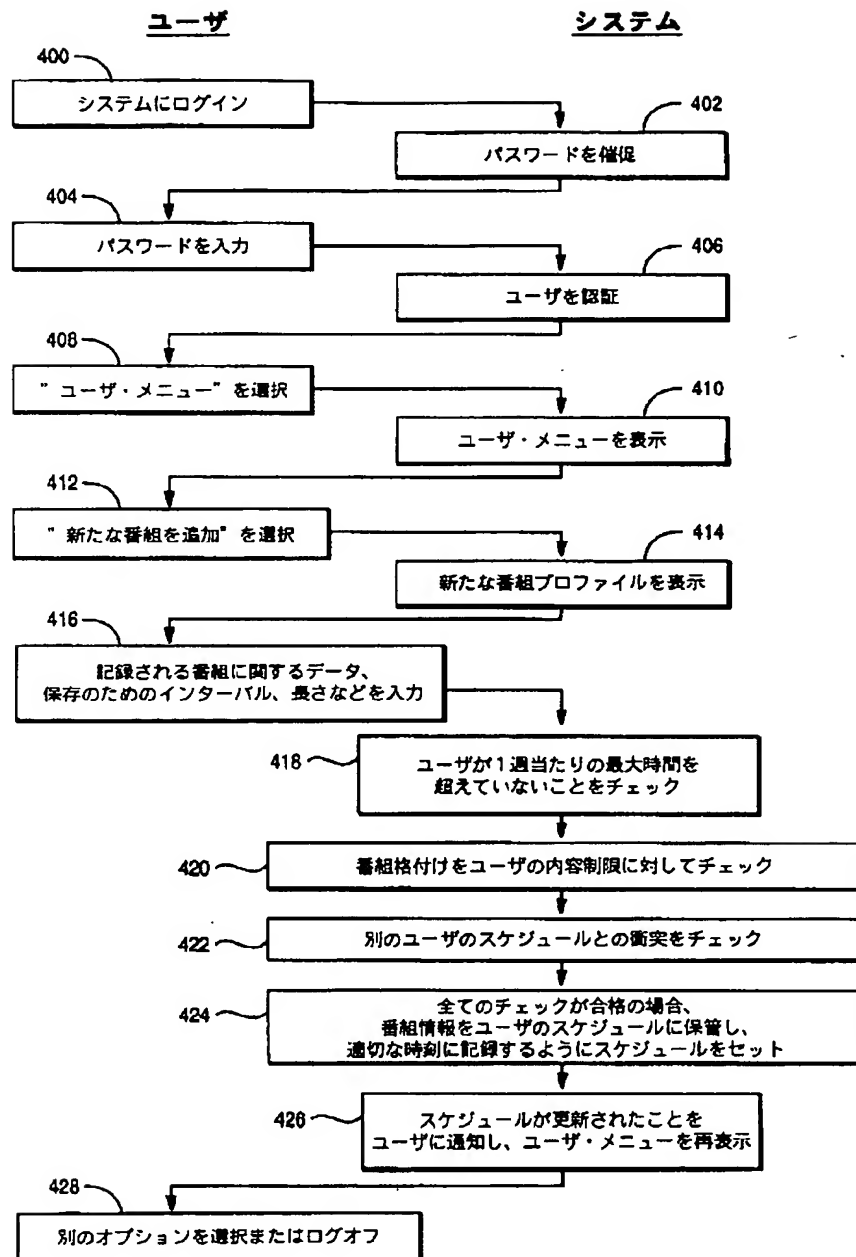 ユーザ
システム
400
システムにログイン
402
パスワードを催促
404
パスワードを入力
406
ユーザを認証
408
”ユーザ・メニュー”を選択
410
ユーザ・メニューを表示
412
”新たな番組を追加”を選択
414
新たな番組プロファイルを表示
416
記録される番組に関するデータ、
保存のためのインターバル、長さなどを入力
418
ユーザが1週当たりの最大時間を
超えていないことをチェック
420
番組格付けをユーザの内容制限に対してチェック
422
別のユーザのスケジュールとの衝突をチェック
424
全てのチェックが合格の場合、
番組情報をユーザのスケジュールに保管し、
適切な時刻に記録するようにスケジュールをセット
426
スケジュールが更新されたことを
ユーザに通知し、ユーザ・メニューを再表示
428
別のオプションを選択またはログオフ